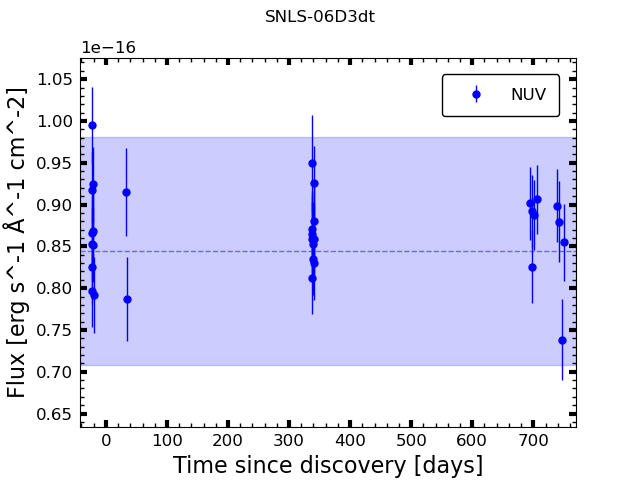 SNLS-06D3dt
1e−16
1.05
1.00
0.95
0.90
0.85
0.80
0.75
0.70
0.65
Flux [erg s^-1 Å^-1 cm^-2]
NUV
0 100 200 300 400 500 600 700
Time since discovery [days]